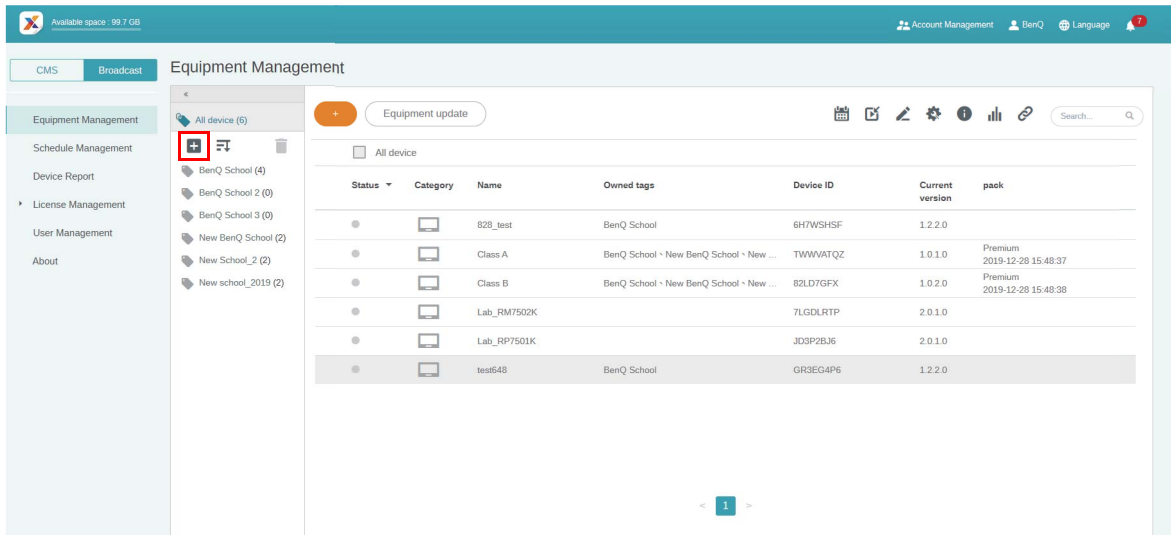 Available space : 99.7 GB
Account Management
BenQ
Language
7
CMS
Broadcast
Equipment Management
Equipment Management
Schedule Management
Device Report
License Management
User Management
About
«
All device (6)
BenQ School (4)
BenQ School 2 (0)
BenQ School 3 (0)
New BenQ School (2)
New School_2 (2)
New school_2019 (2)
+
Equipment update
Search...
All device
Status Category Name Owned tags Device ID Current version pack
828_test BenQ School 6H7WSHSF 1.2.2.0
Class A BenQ School、New BenQ School、New ... TWWVATQZ 1.0.1.0 Premium
2019-12-28 15:48:37
Class B BenQ School、New BenQ School、New ... 82LD7GFX 1.0.2.0 Premium
2019-12-28 15:48:38
Lab_RM7502K 7LGDLRTP 2.0.1.0
Lab_RP7501K JD3P2BJ6 2.0.1.0
test648 BenQ School GR3EG4P6 1.2.2.0
< 1 >